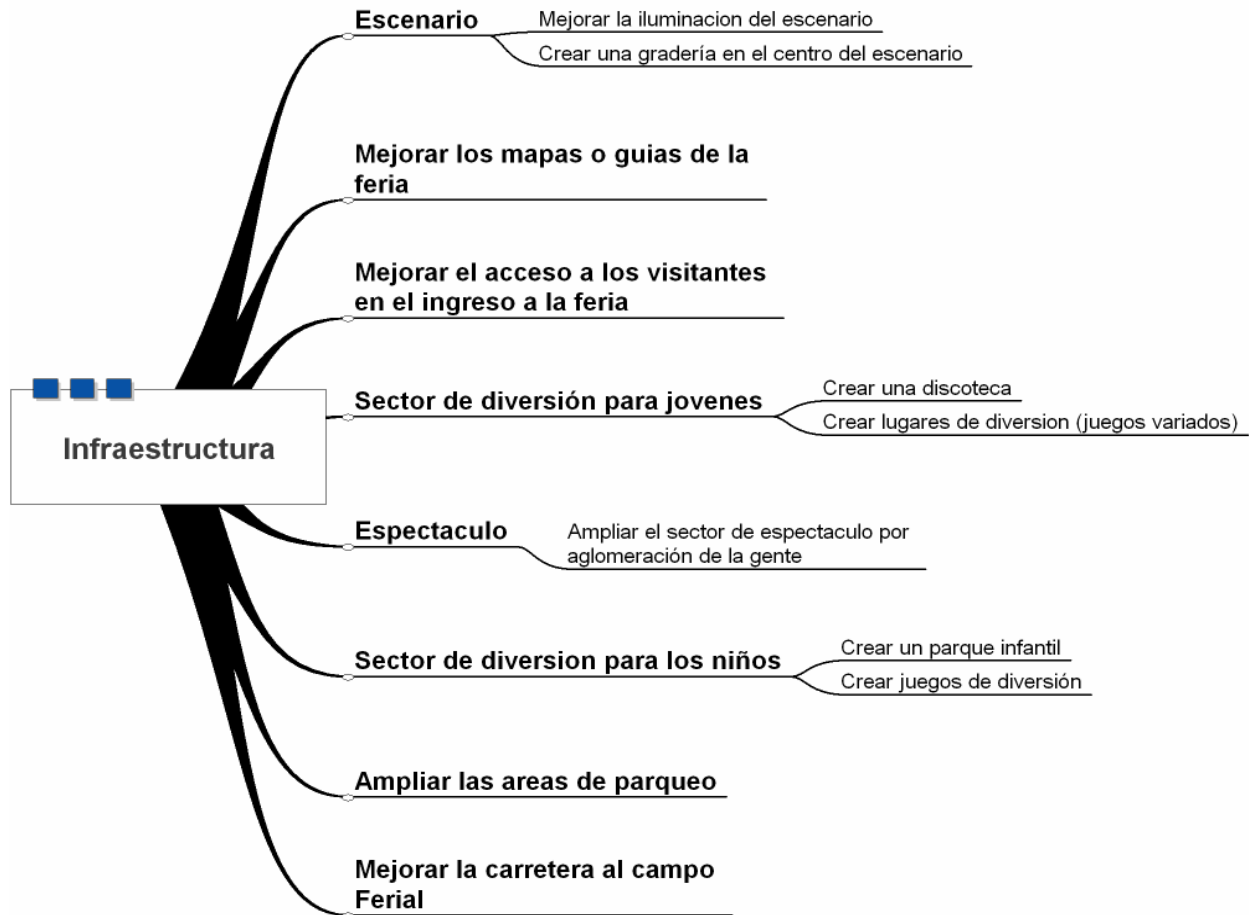 Infraestructura
Escenario
Mejorar la iluminacion del escenario
Crear una gradería en el centro del escenario
Mejorar los mapas o guias de la
feria
Mejorar el acceso a los visitantes
en el ingreso a la feria
Sector de diversión para jovenes
Crear una discoteca
Crear lugares de diversion (juegos variados)
Espectaculo
Ampliar el sector de espectaculo por
aglomeración de la gente
Sector de diversion para los niños
Crear un parque infantil
Crear juegos de diversión
Ampliar las areas de parqueo
Mejorar la carretera al campo
Ferial